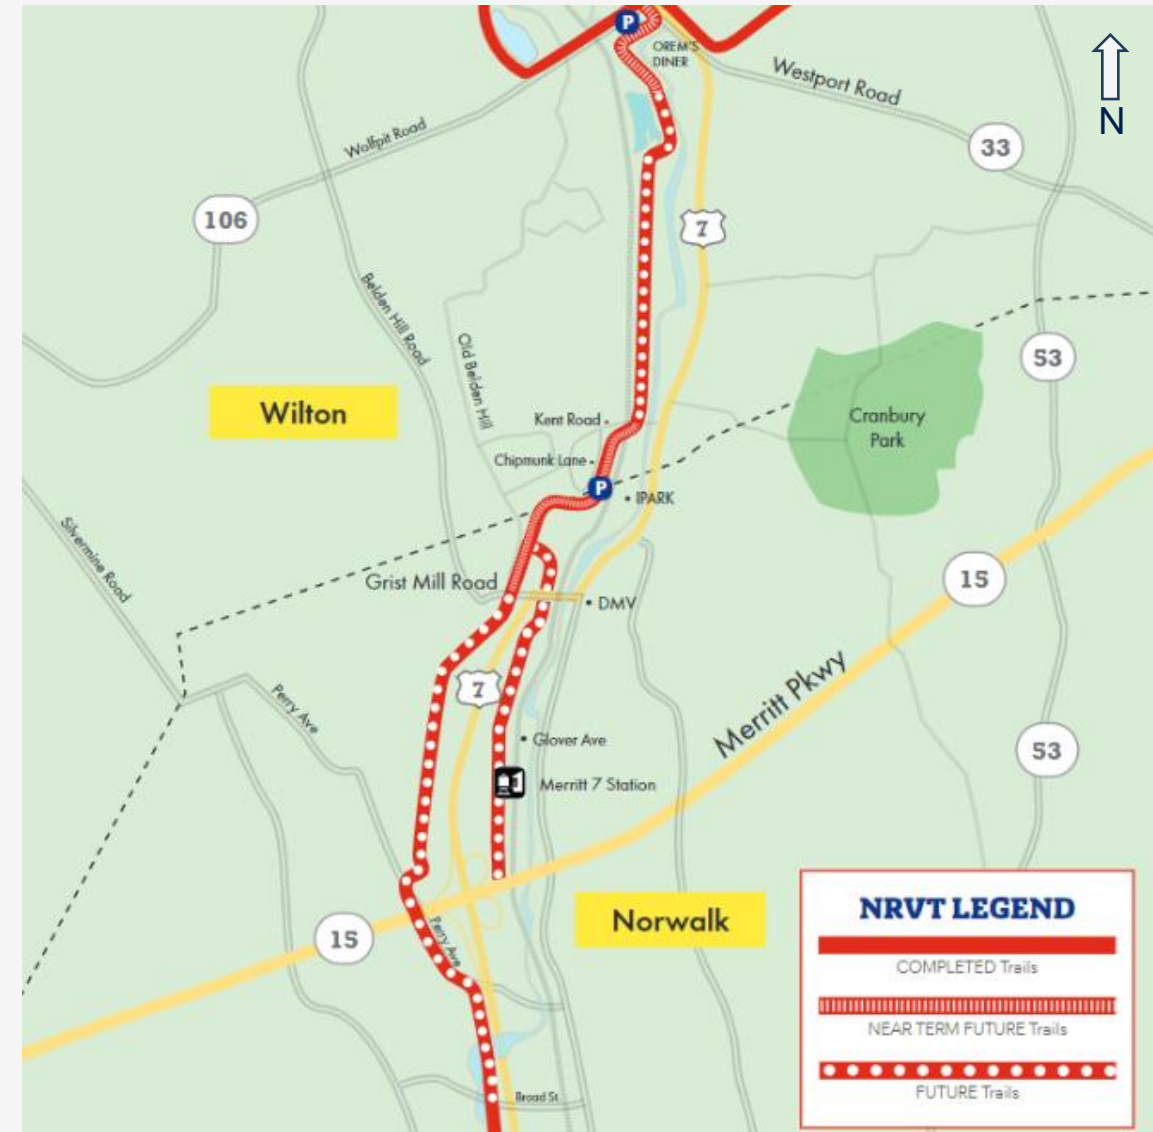 P
OREM'S
DINER
Westport Road
N
33
Wolfpit Road
106
7
Belden Hill Road
Old Belden Hill
53
Wilton
Kent Road
Cranbury
Park
Chipmunk Lane
P
IPARK
Silvermine Road
Grist Mill Road
DMV
15
7
Perry Ave
Merritt Pkwy
Glover Ave
53
Merritt 7 Station
NRVT LEGEND
COMPLETED Trails
NEAR TERM FUTURE Trails
FUTURE Trails
Norwalk
15
Perry Ave
Broad St.